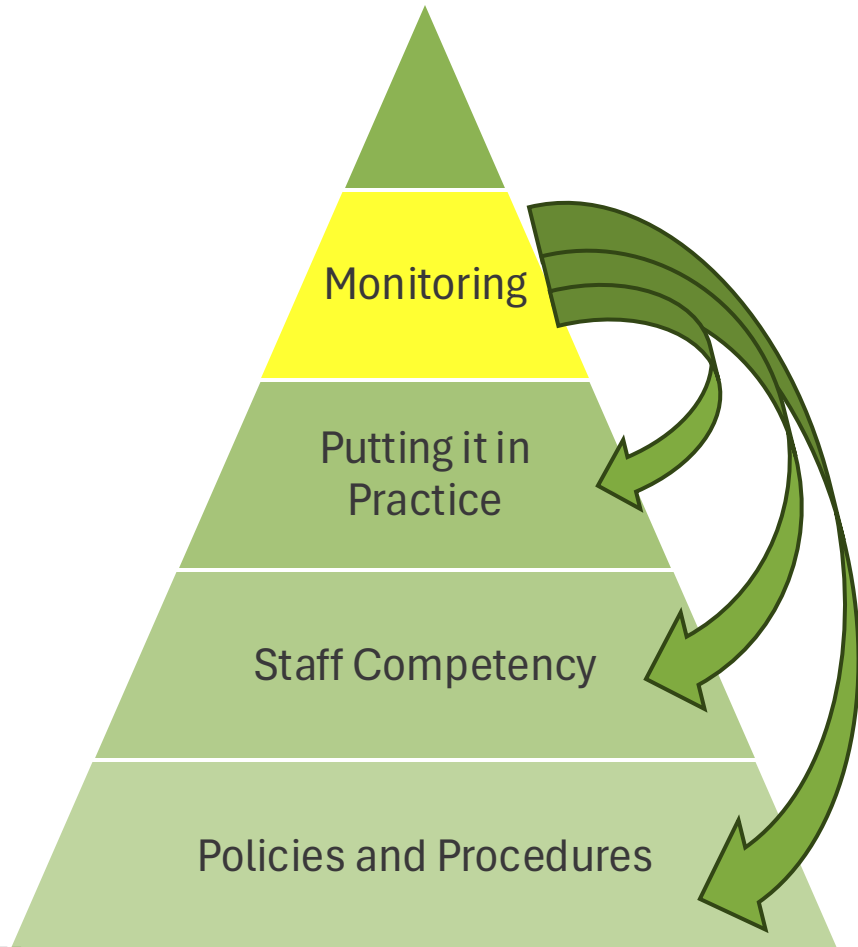 Monitoring
Putting it in
Practice
Staff Competency
Policies and Procedures